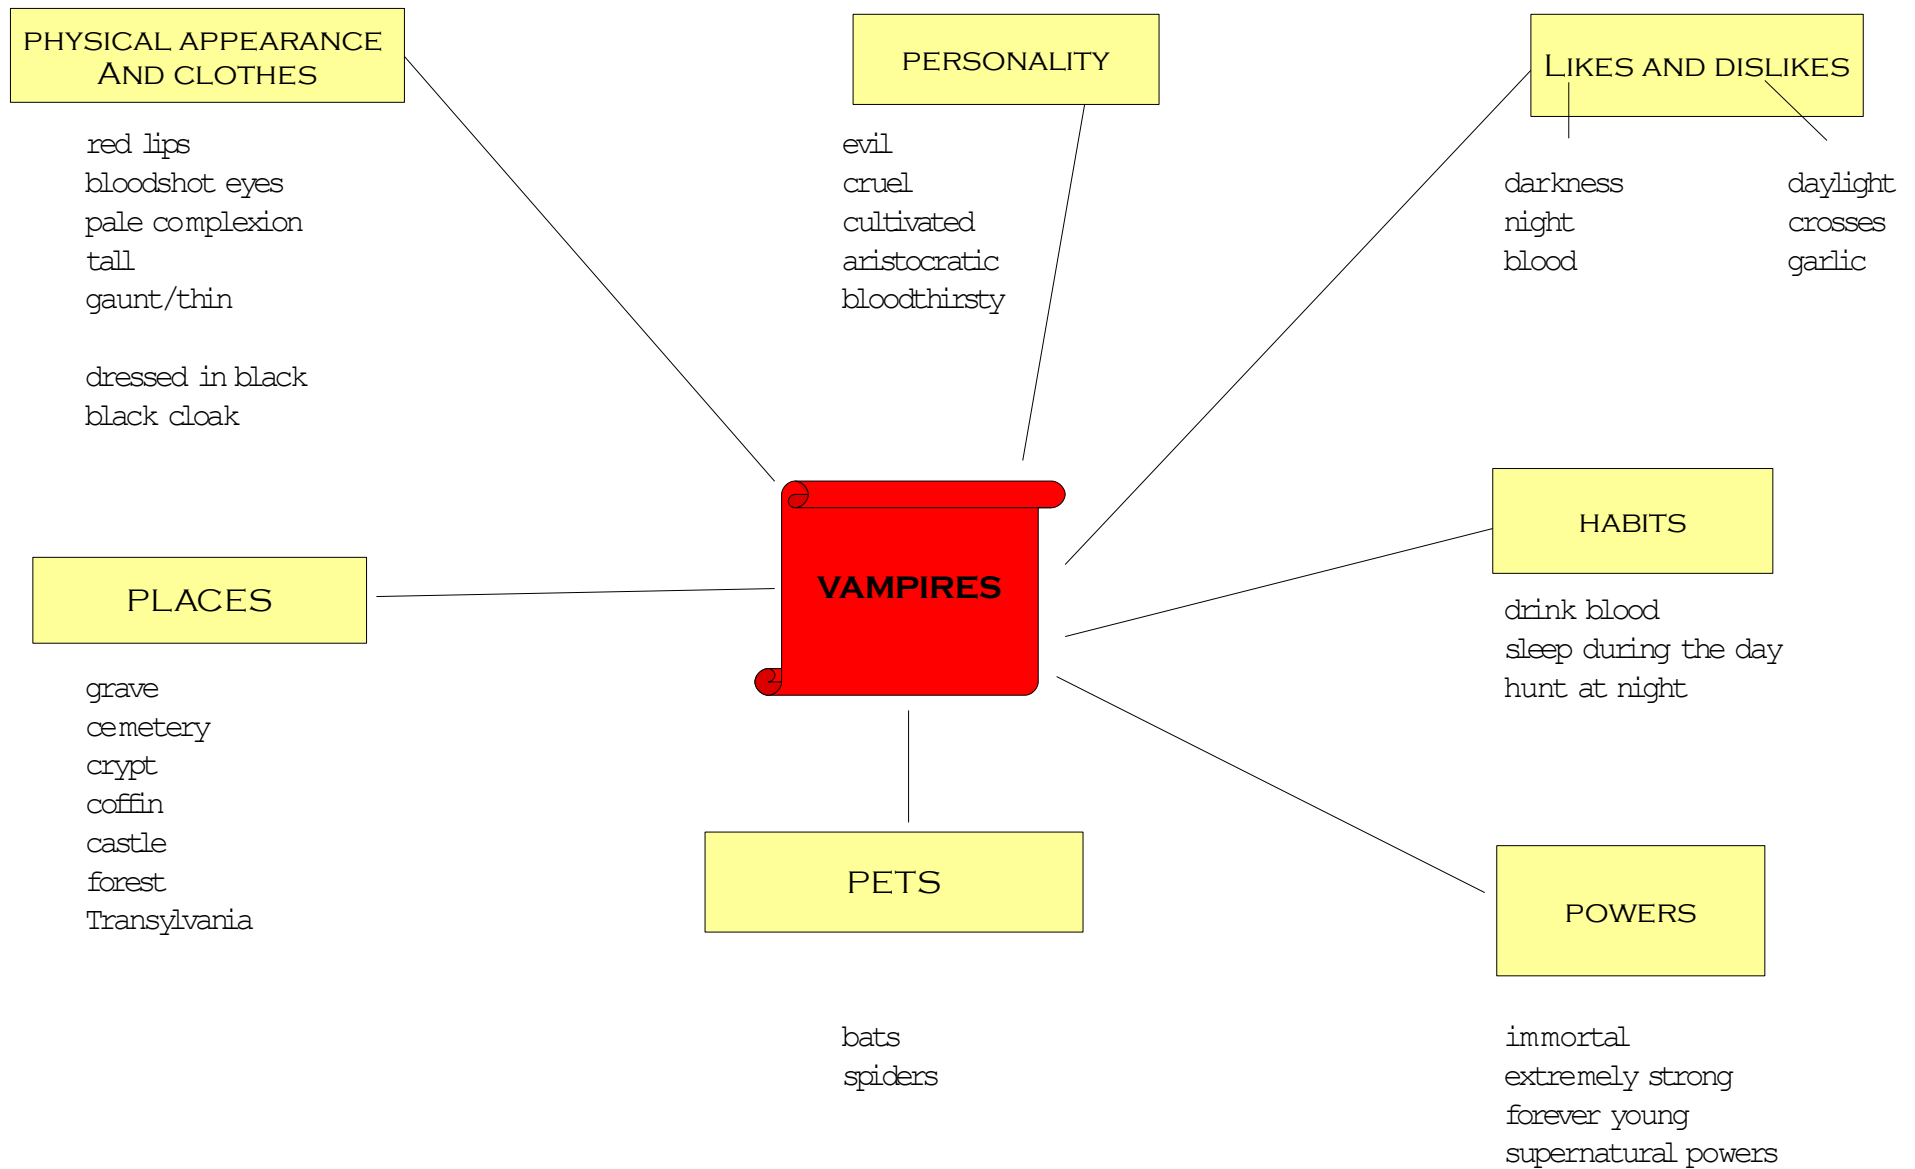 PHYSICAL APPEARANCE
AND CLOTHES
red lips
bloodshot eyes
pale complexion
tall
gaunt/thin
dressed in black
black cloak
PERSONALITY
evil
cruel
cultivated
aristocratic
bloodthirsty
LIKES AND DISLIKES
darkness
night
blood
daylight
crosses
garlic
VAMPIRES
HABITS
drink blood
sleep during the day
hunt at night
PLACES
grave
cemetery
crypt
coffin
castle
forest
Transylvania
PETS
bats
spiders
POWERS
immortal
extremely strong
forever young
supernatural powers